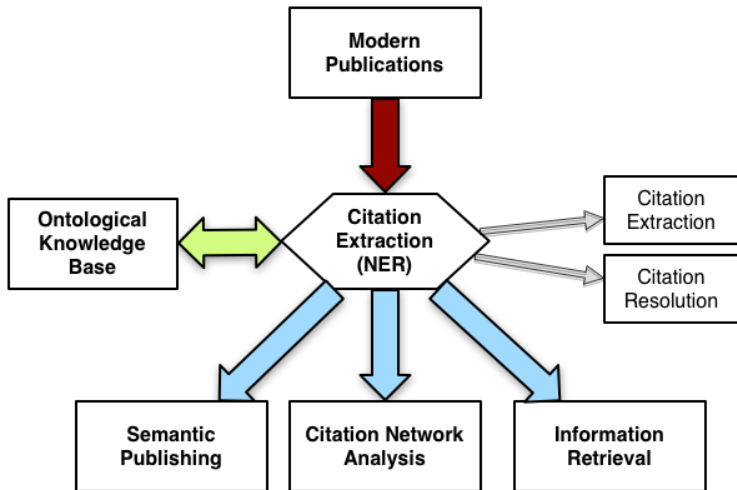 Modern
Publications
Ontological
Knowledge
Base
Citation
Extraction
(NER)
Citation
Extraction
Citation
Resolution
Semantic
Publishing
Citation Network
Analysis
Information
Retrieval